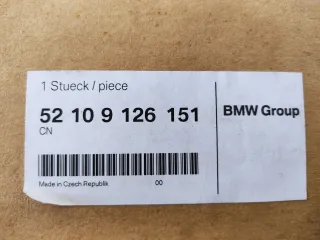 1 Stueck / piece
52 10 9 126 151
CN
BMW Group
Made in Czech Republik
00